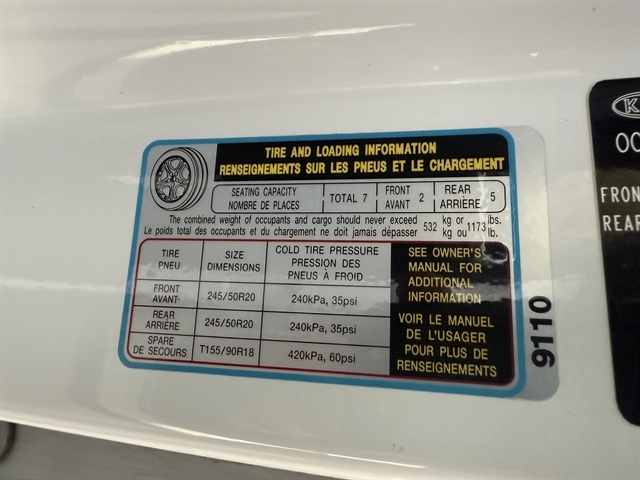 TIRE AND LOADING INFORMATION
RENSEIGNEMENTS SUR LES PNEUS ET LE CHARGEMENT
SEATING CAPACITY
NOMBRE DE PLACES
TOTAL 7
FRONT
AVANT 2
REAR
ARRIÈRE 5
The combined weight of occupants and cargo should never exceed 532 kg or 1173 lbs.
Le poids total des occupants et du chargement ne doit jamais dépasser kg ou lb.
TIRE
PNEU
SIZE
DIMENSIONS
COLD TIRE PRESSURE
PRESSION DES
PNEUS À FROID
FRONT
AVANT
245/50R20
240kPa, 35psi
REAR
ARRIÈRE
245/50R20
240kPa, 35psi
SPARE
DE SECOURS
T155/90R18
420kPa, 60psi
SEE OWNER'S
MANUAL FOR
ADDITIONAL
INFORMATION
VOIR LE MANUEL
DE L'USAGER
POUR PLUS DE
RENSEIGNEMENTS
9110
K
OC
FRON
REAR